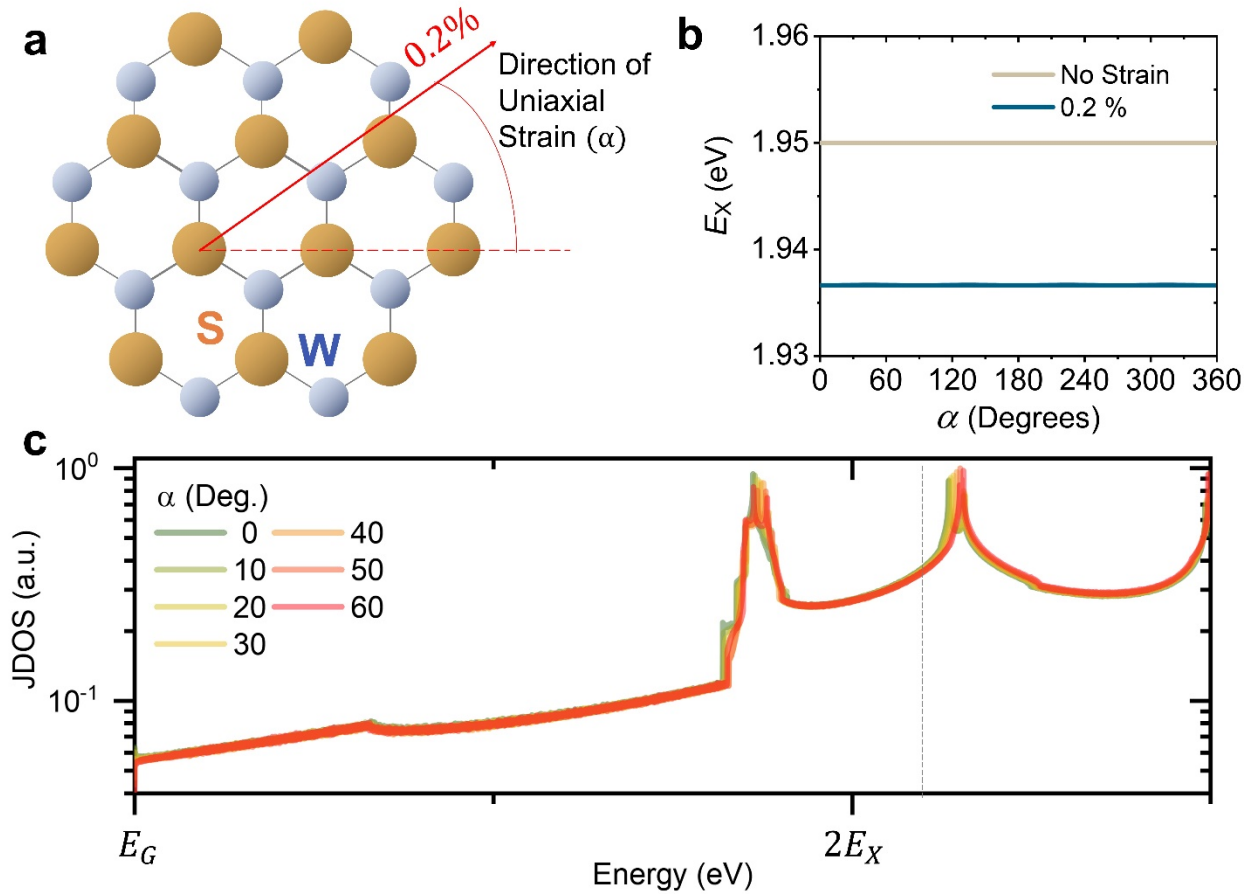 a
0.2%
Direction of
Uniaxial
Strain (α)
S
W
b
1.96
1.95
1.94
1.93
E_X (eV)
No Strain
0.2 %
0 60 120 180 240 300 360
α (Degrees)
c
10⁰
10⁻¹
JDOS (a.u.)
α (Deg.)
0 40
10 50
20 60
30
E_G 2E_X
Energy (eV)